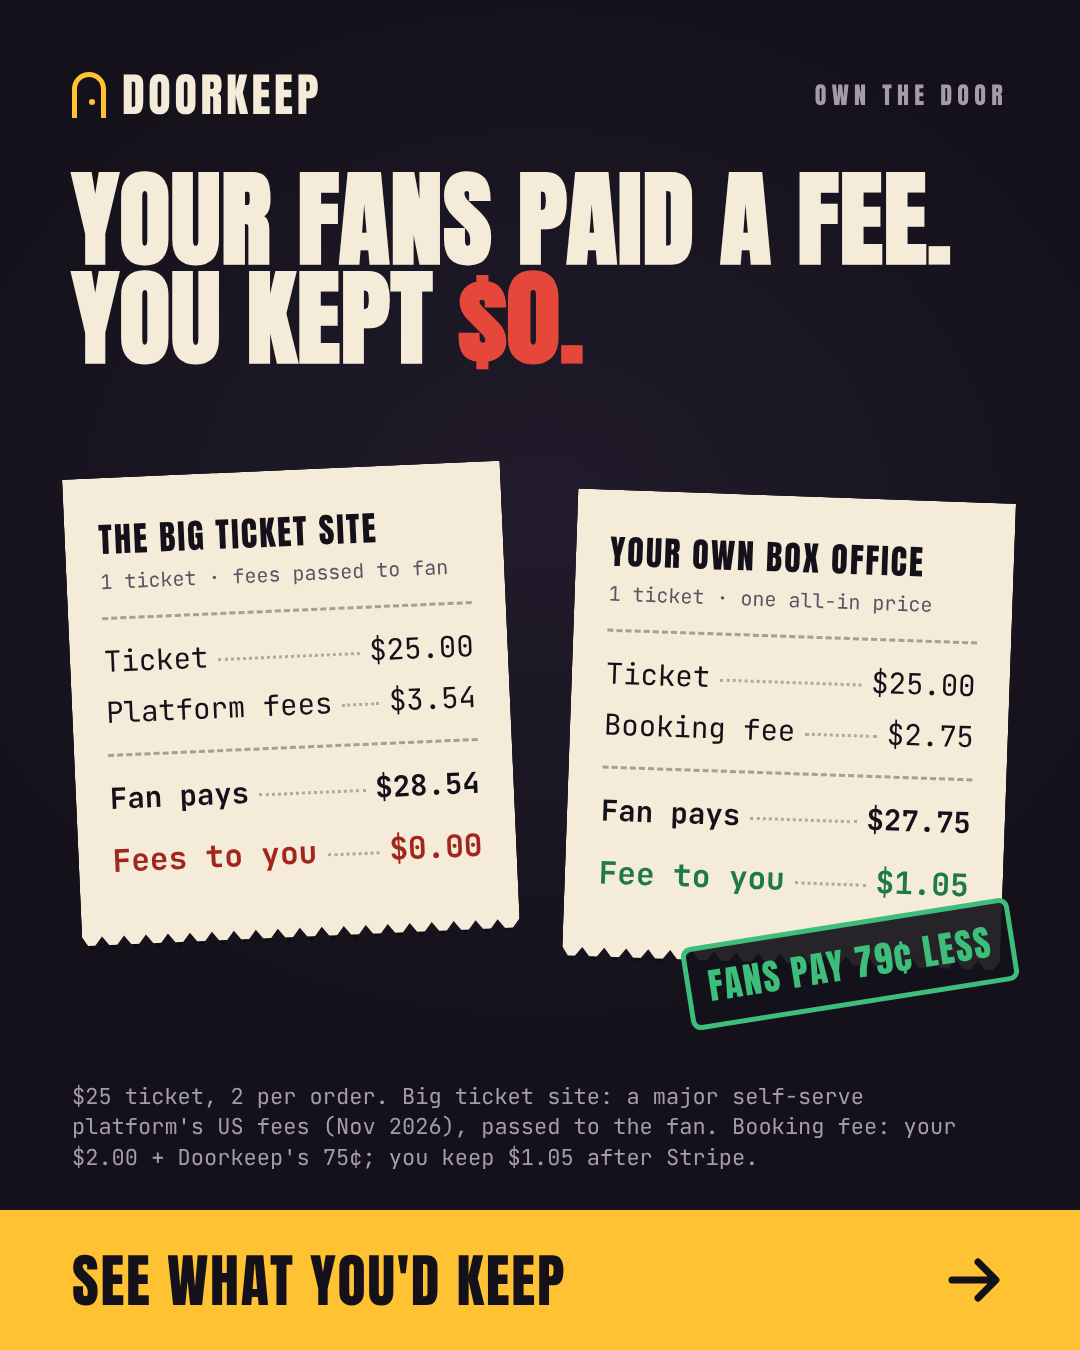 DOORKEEP
OWN THE DOOR
YOUR FANS PAID A FEE.
YOU KEPT $0.
THE BIG TICKET SITE
1 ticket · fees passed to fan
Ticket $25.00
Platform fees $3.54
Fan pays $28.54
Fees to you $0.00
YOUR OWN BOX OFFICE
1 ticket · one all-in price
Ticket $25.00
Booking fee $2.75
Fan pays $27.75
Fee to you $1.05
FANS PAY 79¢ LESS
$25 ticket, 2 per order. Big ticket site: a major self-serve
platform's US fees (Nov 2026), passed to the fan. Booking fee: your
$2.00 + Doorkeep's 75¢; you keep $1.05 after Stripe.
SEE WHAT YOU'D KEEP